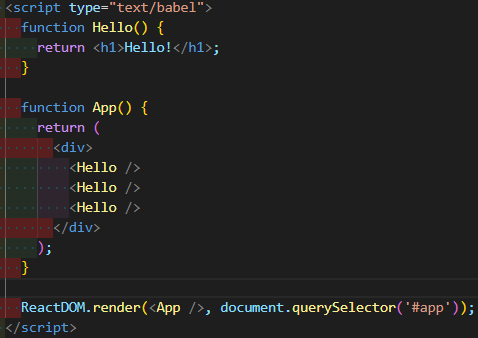 <script type="text/babel">
function Hello() {
return <h1>Hello!</h1>;
}
function App() {
return (
<div>
<Hello />
<Hello />
<Hello />
</div>
);
}
ReactDOM.render(<App />, document.querySelector('#app'));
</script>